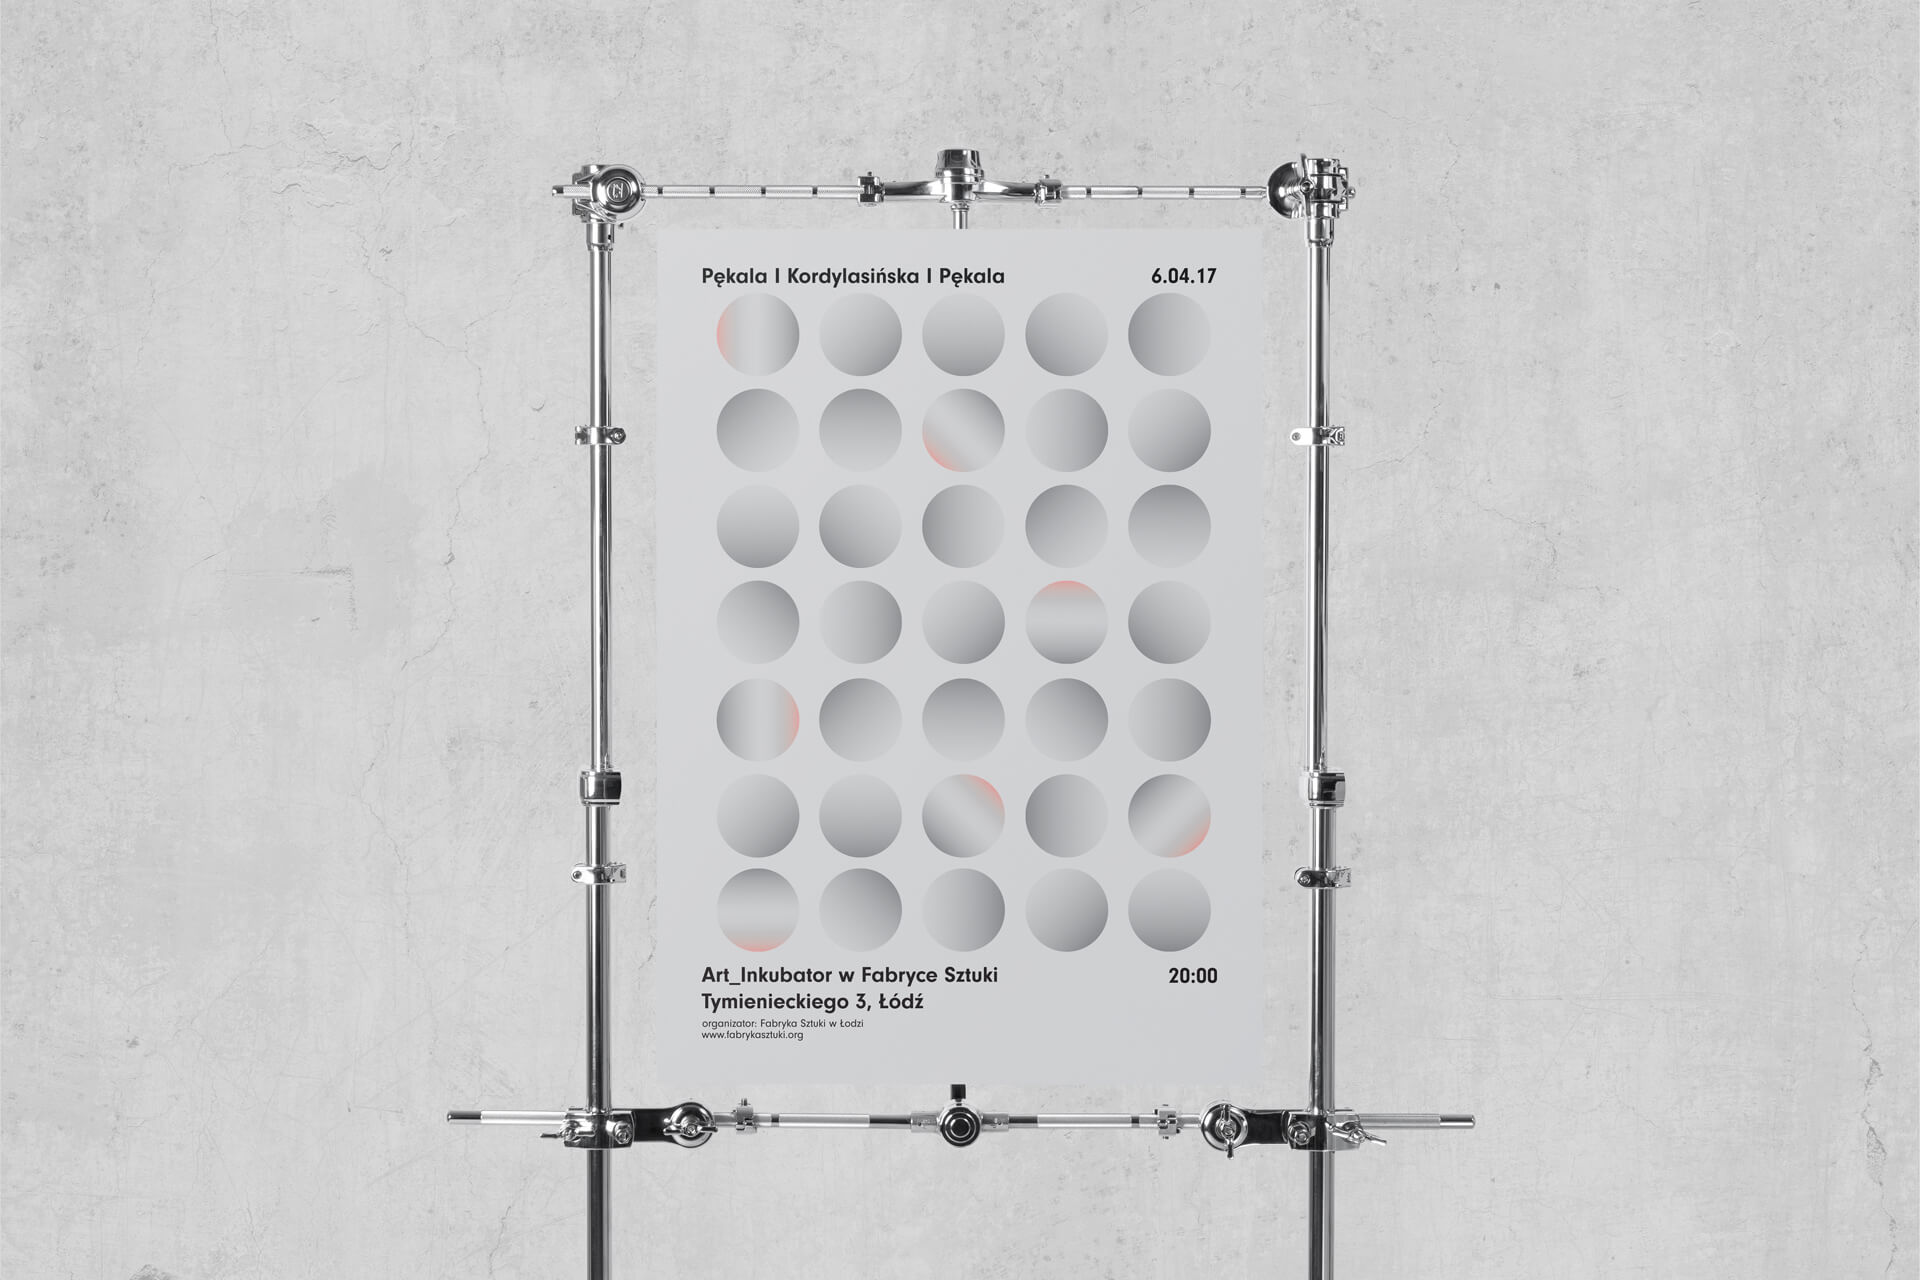 Pękala I Kordylasińska I Pękala 6.04.17
Art_Inkubator w Fabryce Sztuki 20:00
Tymienieckiego 3, Łódź
organizator: Fabryka Sztuki w Łodzi
www.fabrykasztuki.org